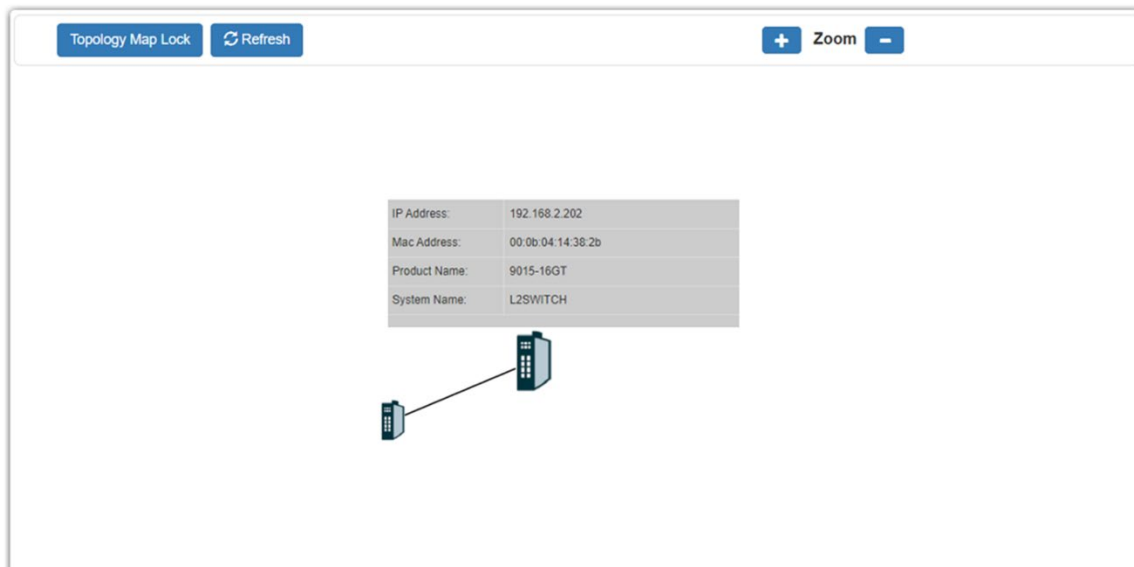 Topology Map Lock Refresh + Zoom -
IP Address: 192.168.2.202
Mac Address: 00:0b:04:14:38:2b
Product Name: 9015-16GT
System Name: L2SWITCH